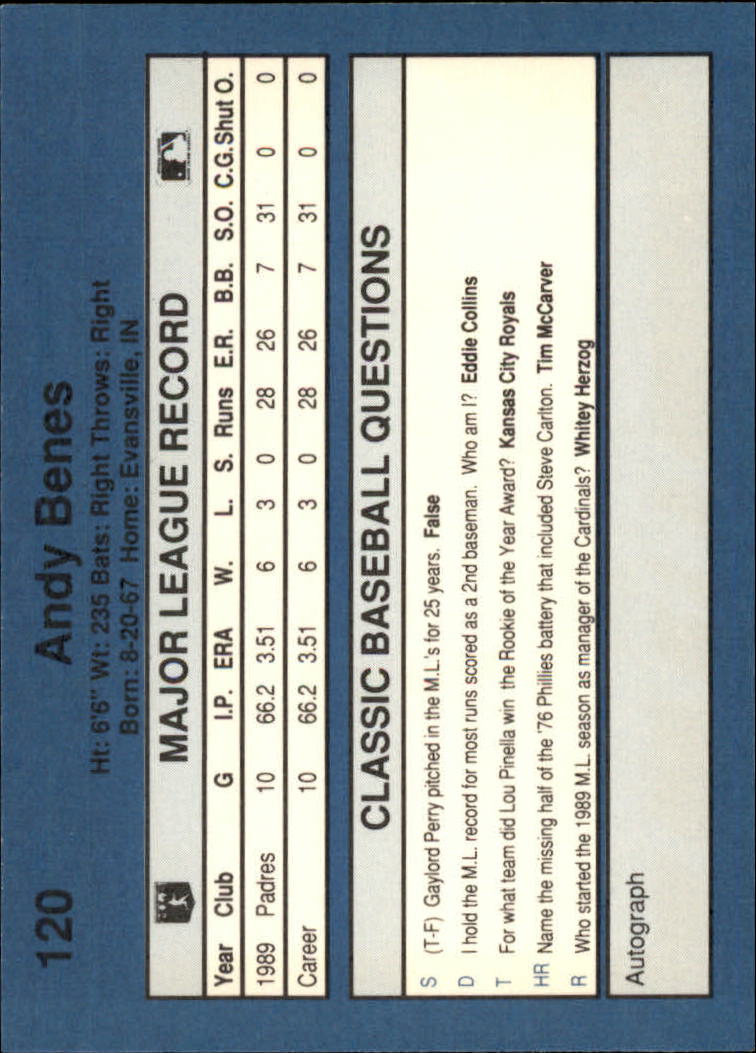 120 Andy Benes
Ht: 6'6" Wt: 235 Bats: Right Throws: Right
Born: 8-20-67 Home: Evansville, IN
MAJOR LEAGUE RECORD
Year Club G I.P. ERA W. L. S. Runs E.R. B.B. S.O. C.G. Shut O.
1989 Padres 10 66.2 3.51 6 3 0 28 26 7 31 0 0
Career 10 66.2 3.51 6 3 0 28 26 7 31 0 0
CLASSIC BASEBALL QUESTIONS
S (T-F) Gaylord Perry pitched in the M.L.'s for 25 years. False
D I hold the M.L. record for most runs scored as a 2nd baseman. Who am I? Eddie Collins
T For what team did Lou Pinella win the Rookie of the Year Award? Kansas City Royals
HR Name the missing half of the '76 Phillies battery that included Steve Carlton. Tim McCarver
R Who started the 1989 M.L. season as manager of the Cardinals? Whitey Herzog
Autograph